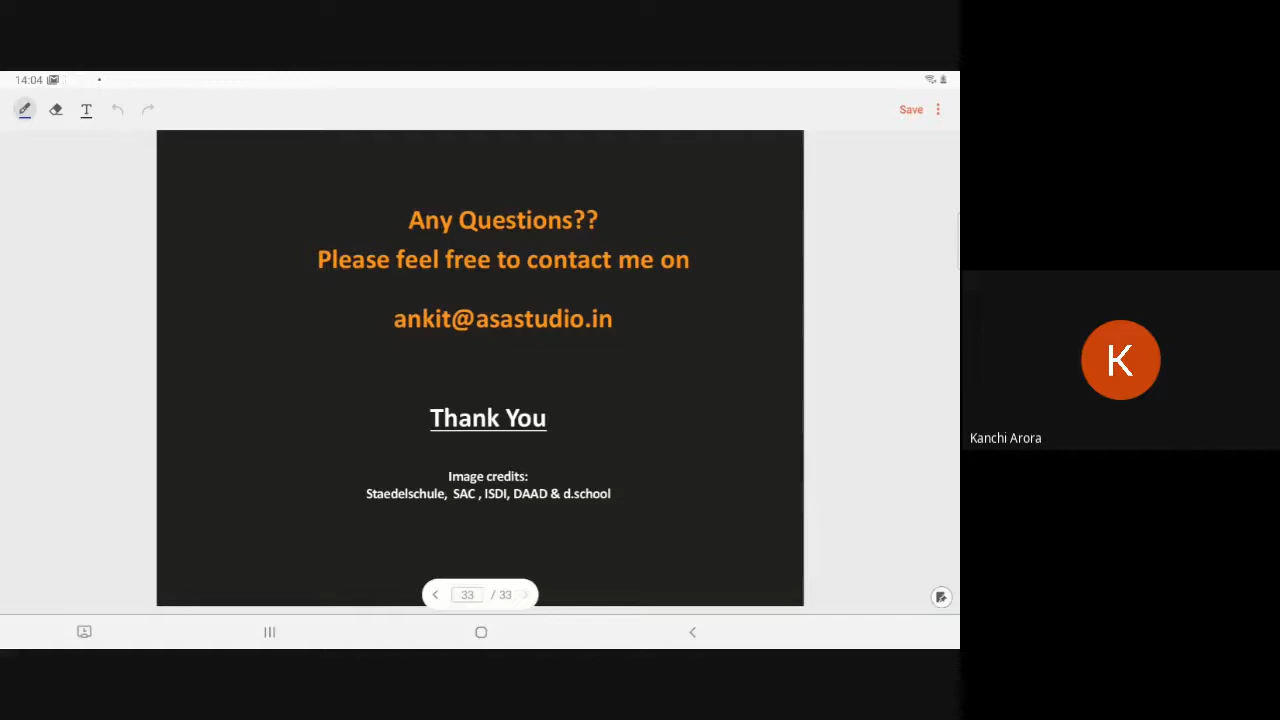 14:04
T
Save
Any Questions??
Please feel free to contact me on
ankit@asastudio.in
Thank You
Image credits:
Staedelschule, SAC , ISDI, DAAD & d.school
33 / 33
K
Kanchi Arora